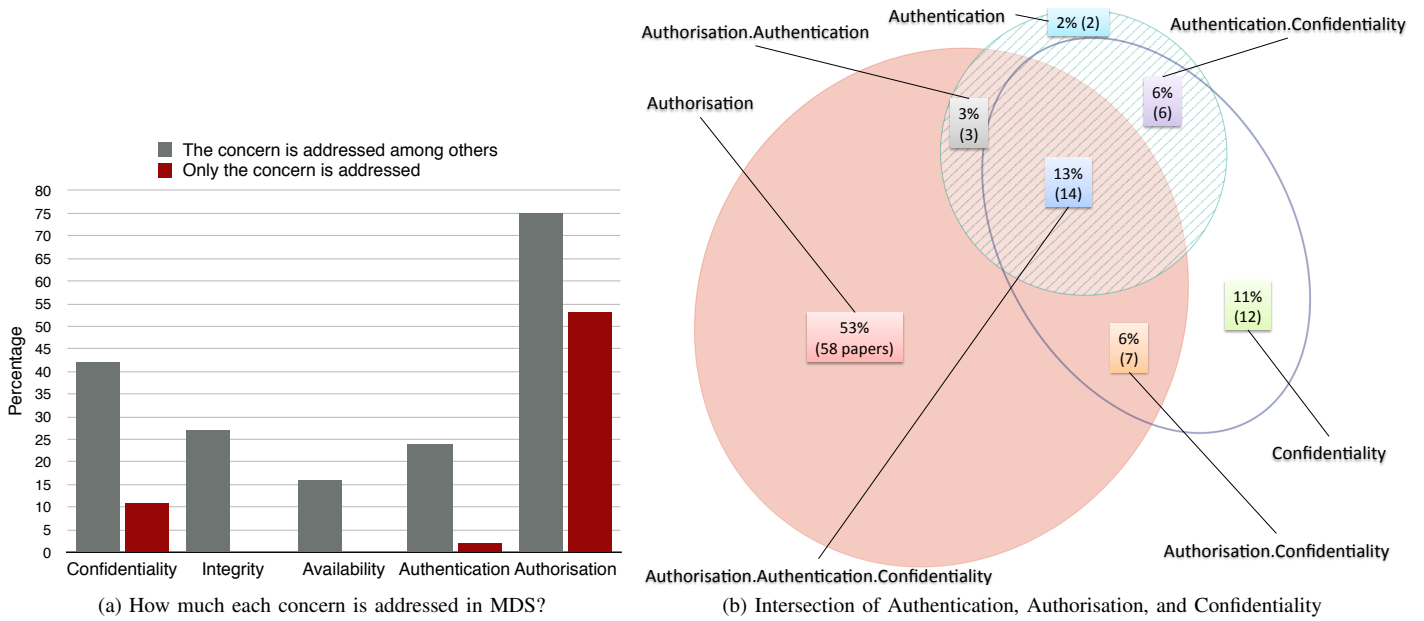 The concern is addressed among others
Only the concern is addressed
Percentage
80
75
70
65
60
55
50
45
40
35
30
25
20
15
10
5
0
Confidentiality
Integrity
Availability
Authentication
Authorisation
(a) How much each concern is addressed in MDS?
Authentication
2% (2)
Authentication.Confidentiality
Authorisation.Authentication
Authorisation
6%
(6)
3%
(3)
13%
(14)
53%
(58 papers)
11%
(12)
6%
(7)
Confidentiality
Authorisation.Confidentiality
Authorisation.Authentication.Confidentiality
(b) Intersection of Authentication, Authorisation, and Confidentiality